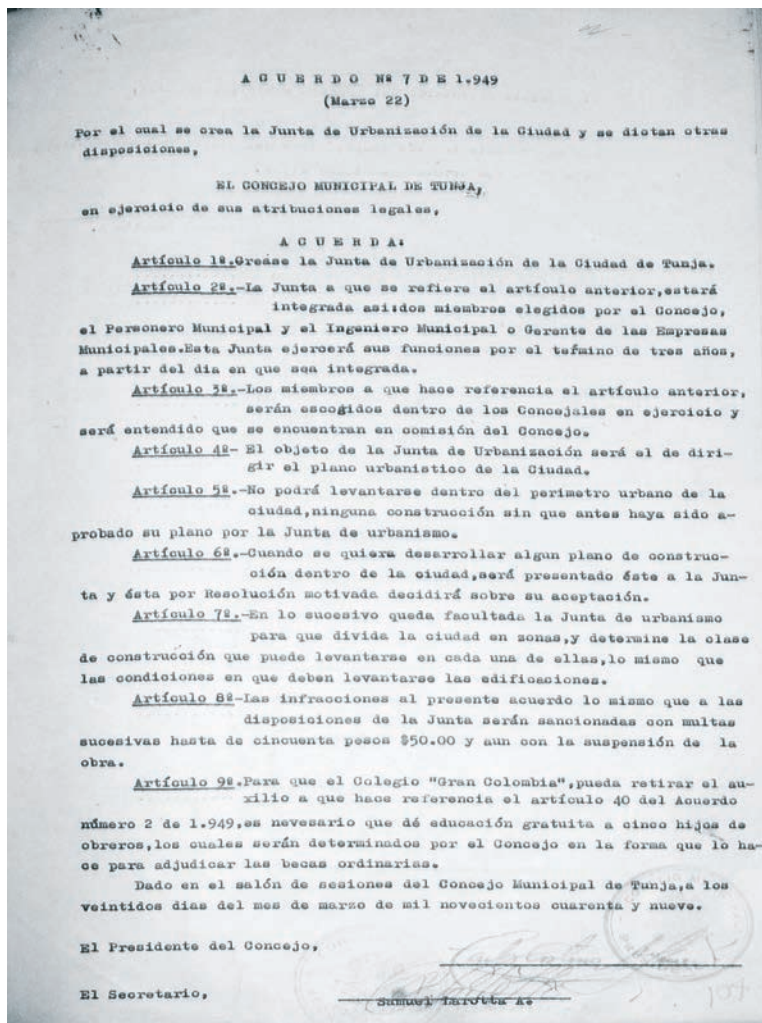 A C U E R D O Nº 7 D E 1.949
(Marzo 22)
Por el cual se crea la Junta de Urbanización de la Ciudad y se dictan otras
disposiciones,
EL CONCEJO MUNICIPAL DE TUNJA,
en ejercicio de sus atribuciones legales,
A C U E R D A:
Artículo 1º.Crease la Junta de Urbanización de la Ciudad de Tunja.
Artículo 2º.-La Junta a que se refiere el artículo anterior,estará
integrada asi:dos miembros elegidos por el Concejo,
el Personero Municipal y el Ingeniero Municipal o Gerente de las Empresas
Municipales.Esta Junta ejercerá sus funciones por el término de tres años,
a partir del dia en que sea integrada.
Artículo 3º.-Los miembros a que hace referencia el artículo anterior,
serán escogidos dentro de los Concejales en ejercicio y
será entendido que se encuentran en comisión del Concejo.
Artículo 4º- El objeto de la Junta de Urbanización será el de diri-
gir el plano urbanistico de la Ciudad.
Artículo 5º.-No podrá levantarse dentro del perimetro urbano de la
ciudad,ninguna construcción sin que antes haya sido a-
probado su plano por la Junta de urbanismo.
Artículo 6º.-Cuando se quiera desarrollar algun plano de construc-
ción dentro de la ciudad,será presentado éste a la Jun-
ta y ésta por Resolución motivada decidirá sobre su aceptación.
Artículo 7º.-En lo sucesivo queda facultada la Junta de urbanismo
para que divida la ciudad en zonas,y determine la clase
de construcción que puede levantarse en cada una de ellas,lo mismo que
las condiciones en que deben levantarse las edificaciones.
Artículo 8º-Las infracciones al presente acuerdo lo mismo que a las
disposiciones de la Junta serán sancionadas con multas
sucesivas hasta de cincuenta pesos $50.00 y aun con la suspensión de la
obra.
Artículo 9º.Para que el Colegio "Gran Colombia",pueda retirar el au-
xilio a que hace referencia el artículo 40 del Acuerdo
número 2 de 1.949,es necesario que dé educación gratuita a cinco hijos de
obreros,los cuales serán determinados por el Concejo en la forma que lo ha-
ce para adjudicar las becas ordinarias.
Dado en el salón de sesiones del Concejo Municipal de Tunja,a los
veintidos dias del mes de marzo de mil novecientos cuarenta y nueve.
El Presidente del Concejo,
El Secretario,
Samuel Larotta A.